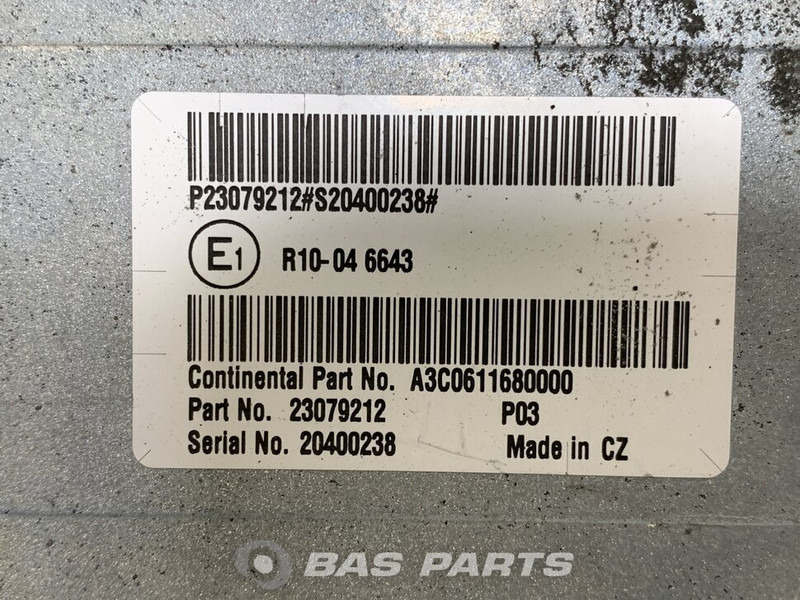 P23079212#S20400238#
E1 R10-04 6643
Continental Part No. A3C0611680000
Part No. 23079212 P03
Serial No. 20400238 Made in CZ
BAS PARTS